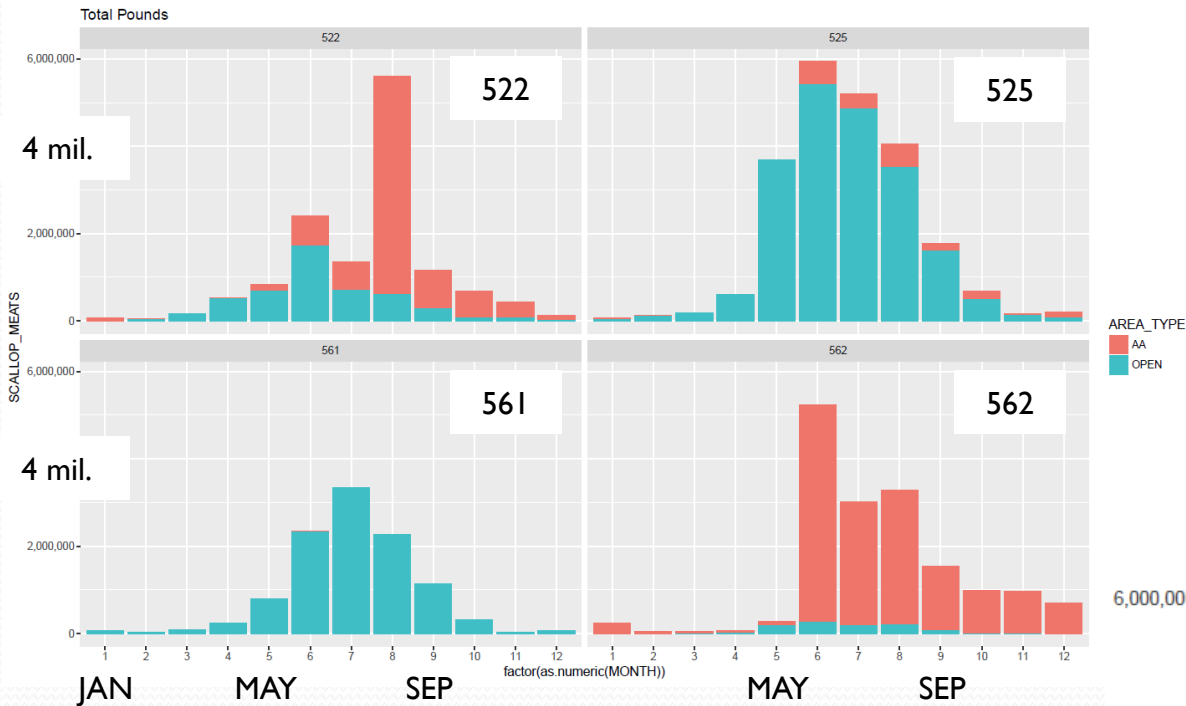 Total Pounds
522
525
6,000,000
522
525
4 mil.
2,000,000
0
SCALLOP_MEATS
AREA_TYPE
AA
OPEN
561
562
6,000,000
561
562
4 mil.
2,000,000
0
6,000,00
1 2 3 4 5 6 7 8 9 10 11 12
1 2 3 4 5 6 7 8 9 10 11 12
factor(as.numeric(MONTH))
JAN MAY SEP MAY SEP